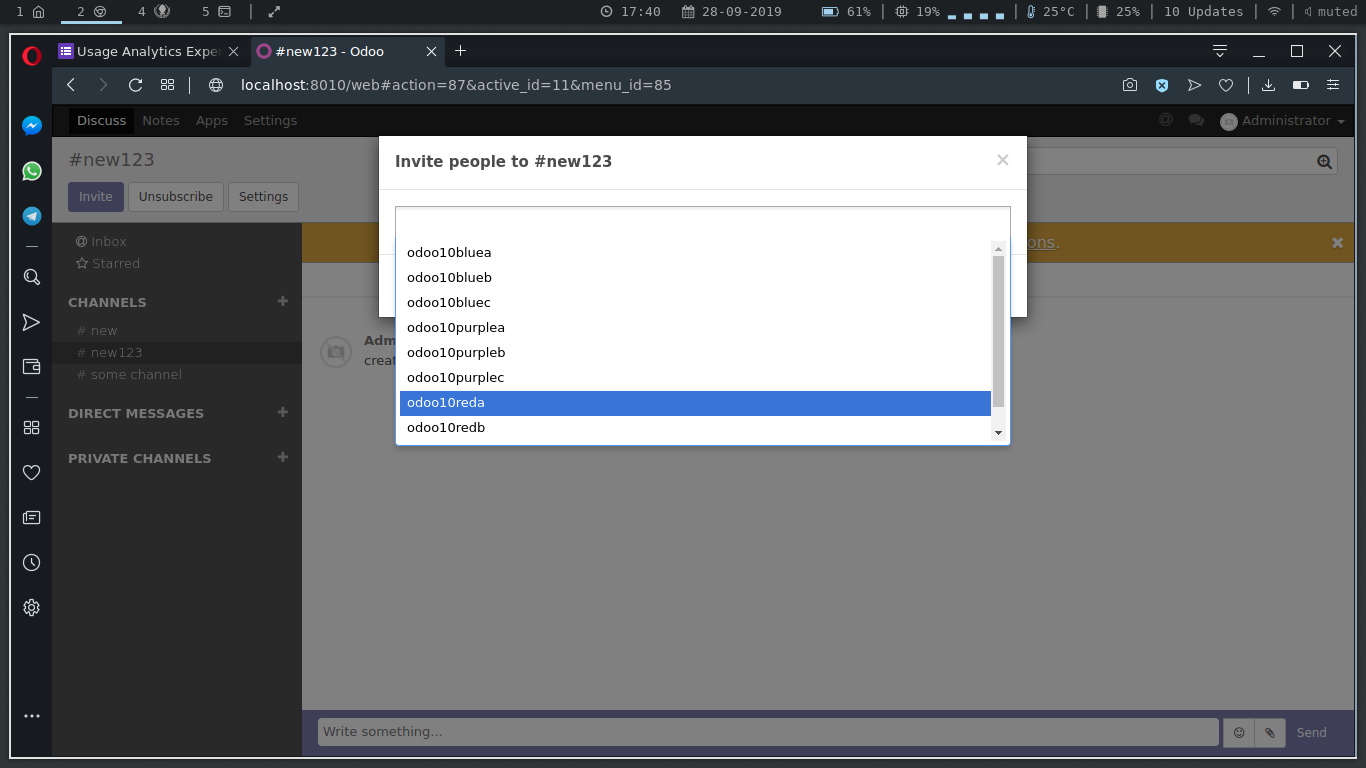 1 2 4 5 17:40 28-09-2019 61% 19% 25°C 25% 10 Updates muted
Usage Analytics Expe #new123 - Odoo
localhost:8010/web#action=87&active_id=11&menu_id=85
Discuss Notes Apps Settings @ Administrator
#new123
Invite Unsubscribe Settings
Invite people to #new123 ×
Inbox
Starred
CHANNELS
# new
# new123
# some channel
DIRECT MESSAGES
PRIVATE CHANNELS
ons.
Adm
creat
odoo10bluea
odoo10blueb
odoo10bluec
odoo10purplea
odoo10purpleb
odoo10purplec
odoo10reda
odoo10redb
Write something... Send